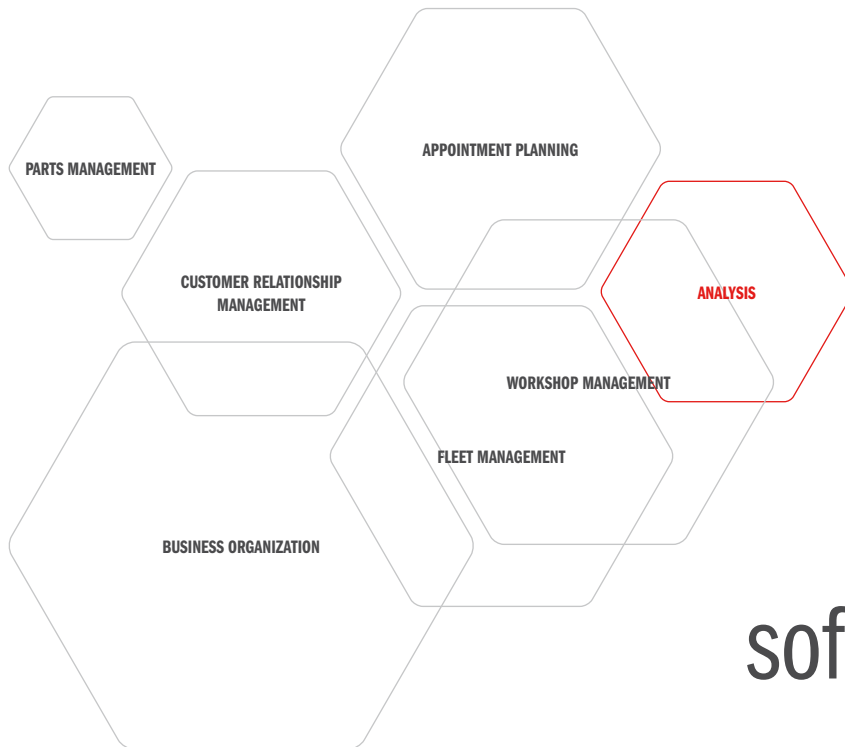 APPOINTMENT PLANNING
PARTS MANAGEMENT
CUSTOMER RELATIONSHIP
MANAGEMENT
ANALYSIS
WORKSHOP MANAGEMENT
FLEET MANAGEMENT
BUSINESS ORGANIZATION
sof